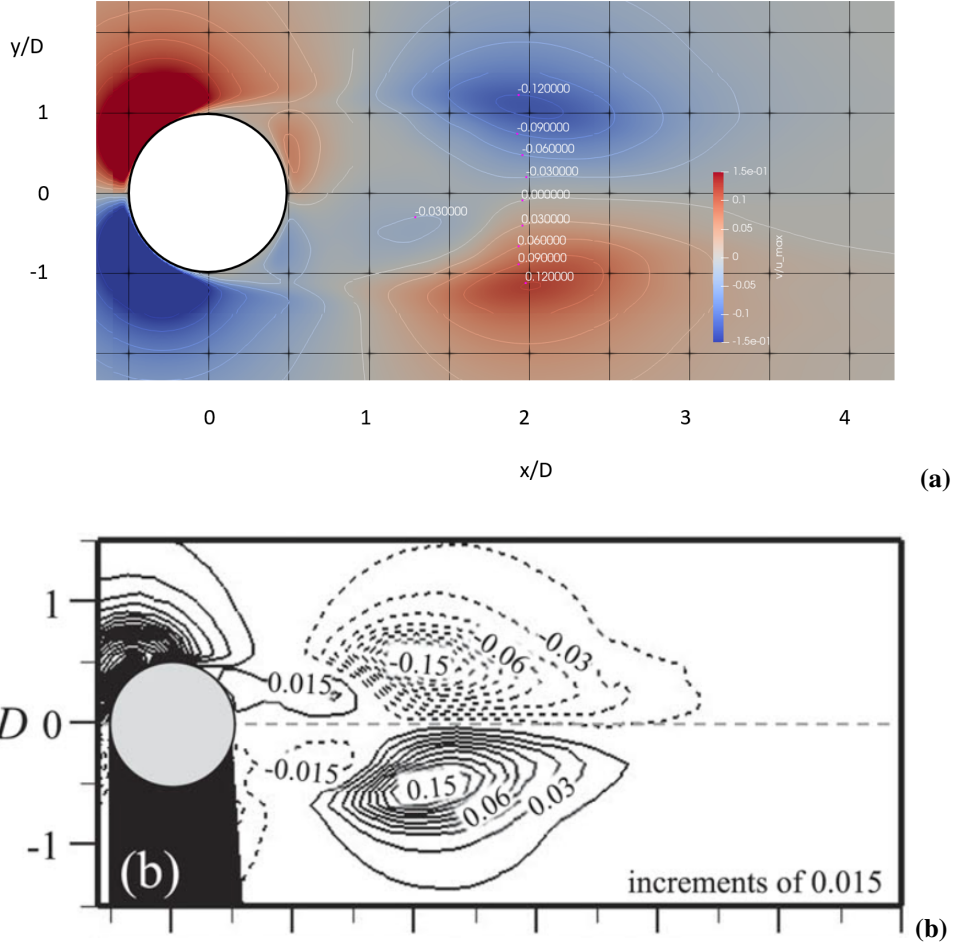 y/D
1
0
-1
-0.120000
-0.090000
-0.060000
-0.030000
0.000000
-0.030000
0.030000
0.060000
0.090000
0.120000
1.5e-01
0.1
0.05
0
-0.05
-0.1
-1.5e-01
v/u_max
0 1 2 3 4
x/D
(a)
1
D 0
-1
0.015
-0.15
0.06
-0.03
-0.015
0.15
0.06
0.03
(b)
increments of 0.015
(b)